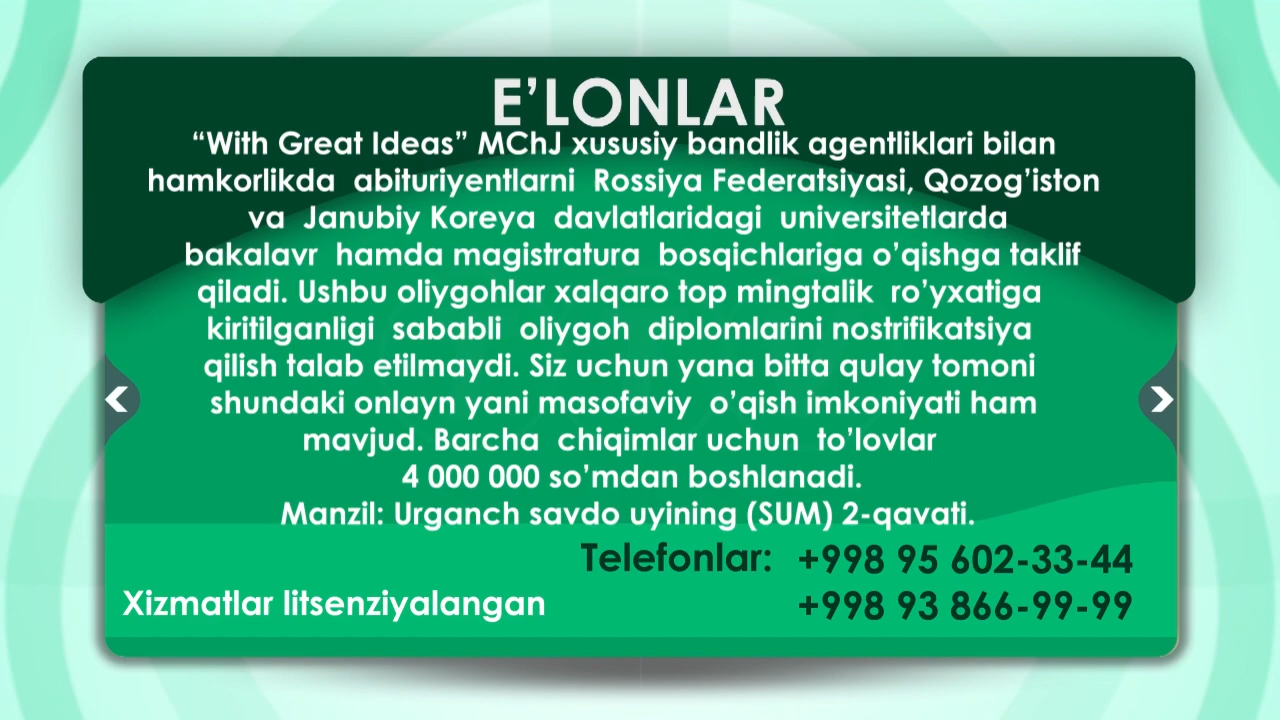 E’LONLAR
“With Great Ideas” MChJ xususiy bandlik agentliklari bilan
hamkorlikda abituriyentlarni Rossiya Federatsiyasi, Qozog’iston
va Janubiy Koreya davlatlaridagi universitetlarda
bakalavr hamda magistratura bosqichlariga o’qishga taklif
qiladi. Ushbu oliygohlar xalqaro top mingtalik ro’yxatiga
kiritilganligi sababli oliygoh diplomlarini nostrifikatsiya
qilish talab etilmaydi. Siz uchun yana bitta qulay tomoni
shundaki onlayn yani masofaviy o’qish imkoniyati ham
mavjud. Barcha chiqimlar uchun to’lovlar
4 000 000 so’mdan boshlanadi.
Manzil: Urganch savdo uyining (SUM) 2-qavati.
Telefonlar: +998 95 602-33-44
Xizmatlar litsenziyalangan +998 93 866-99-99